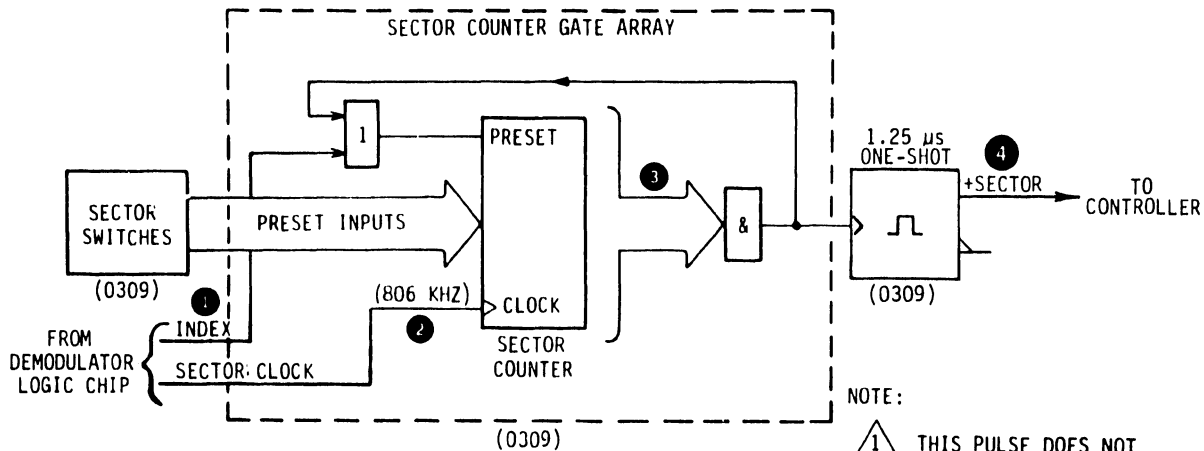 SECTOR COUNTER GATE ARRAY
1
PRESET
3
1.25 µs
ONE-SHOT
4
+SECTOR
TO
CONTROLLER
SECTOR
SWITCHES
PRESET INPUTS
&
(0309)
(0309)
1
(806 KHZ)
CLOCK
2
INDEX
FROM
DEMODULATOR
LOGIC CHIP
SECTOR CLOCK
SECTOR
COUNTER
NOTE:
(0309)
1 THIS PULSE DOES NOT